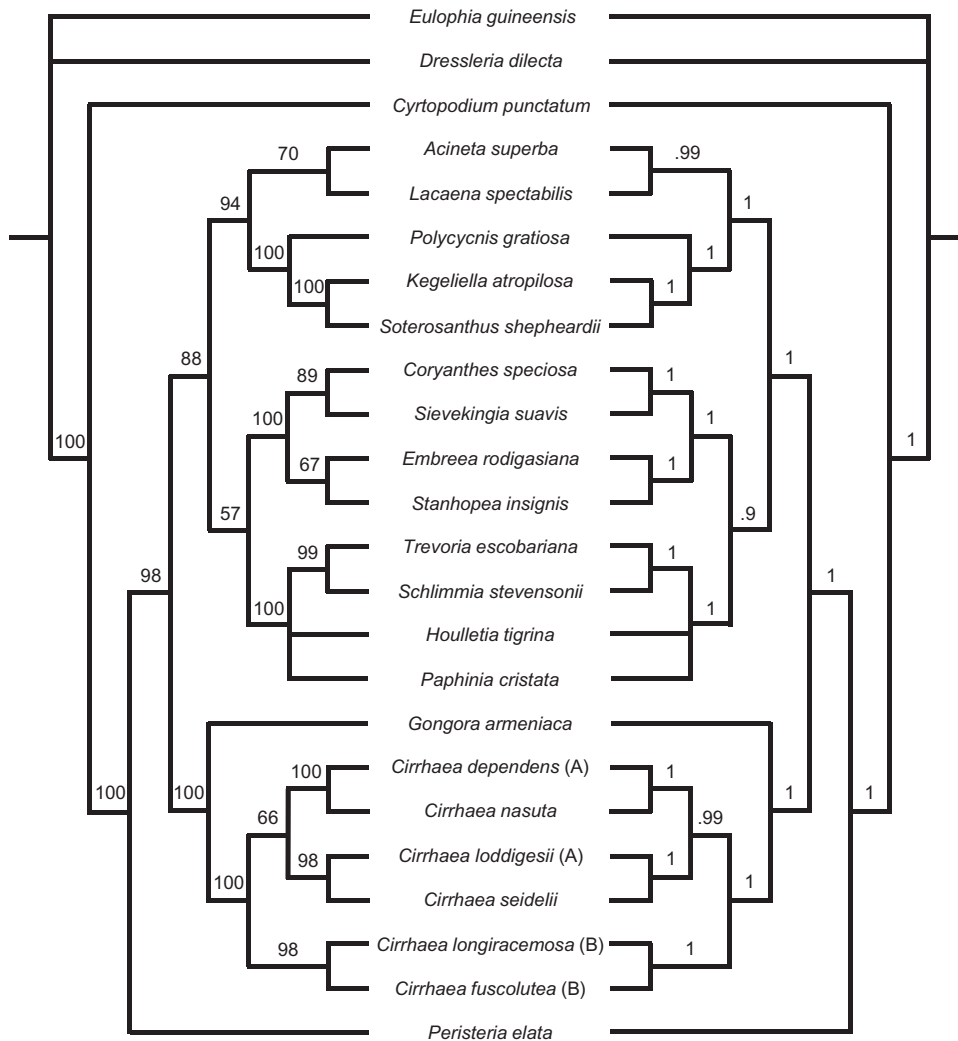 Eulophia guineensis
Dressleria dilecta
Cyrtopodium punctatum
70 Acineta superba .99
94 Lacaena spectabilis 1
100 Polycycnis gratiosa 1
100 Kegeliella atropilosa 1
Soterosanthus shepheardii
88 1
89 Coryanthes speciosa 1
100 Sievekingia suavis 1
100 1
67 Embreea rodigasiana 1
Stanhopea insignis
57 .9
99 Trevoria escobariana 1
98 Schlimmia stevensonii 1
100 1
Houlletia tigrina
Paphinia cristata
Gongora armeniaca
100 Cirrhaea dependens (A) 1
100 100 1 1
66 Cirrhaea nasuta .99
98 Cirrhaea loddigesii (A) 1
100 1
Cirrhaea seidelii
98 Cirrhaea longiracemosa (B) 1
Cirrhaea fuscolutea (B)
Peristeria elata